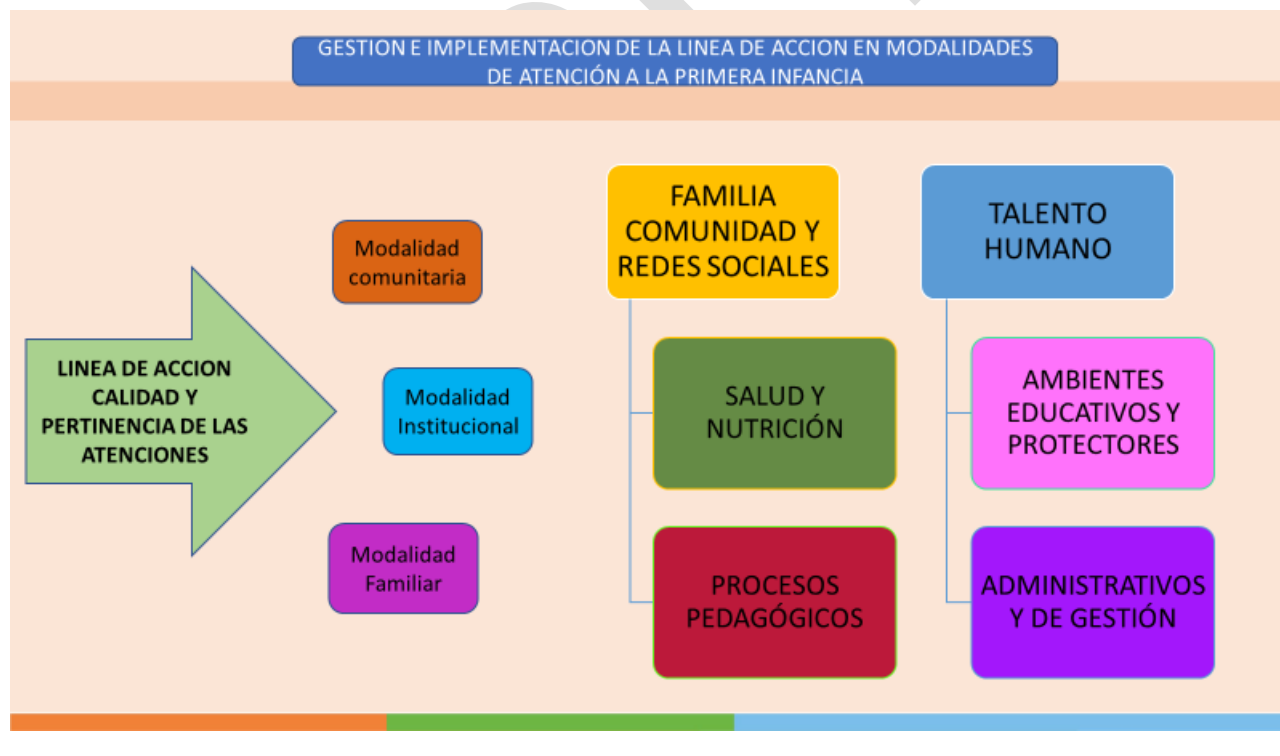 GESTION E IMPLEMENTACION DE LA LINEA DE ACCION EN MODALIDADES
DE ATENCIÓN A LA PRIMERA INFANCIA
LINEA DE ACCION
CALIDAD Y
PERTINENCIA DE LAS
ATENCIONES
Modalidad
comunitaria
Modalidad
Institucional
Modalidad
Familiar
FAMILIA
COMUNIDAD Y
REDES SOCIALES
SALUD Y
NUTRICIÓN
PROCESOS
PEDAGÓGICOS
TALENTO
HUMANO
AMBIENTES
EDUCATIVOS Y
PROTECTORES
ADMINISTRATIVOS
Y DE GESTIÓN